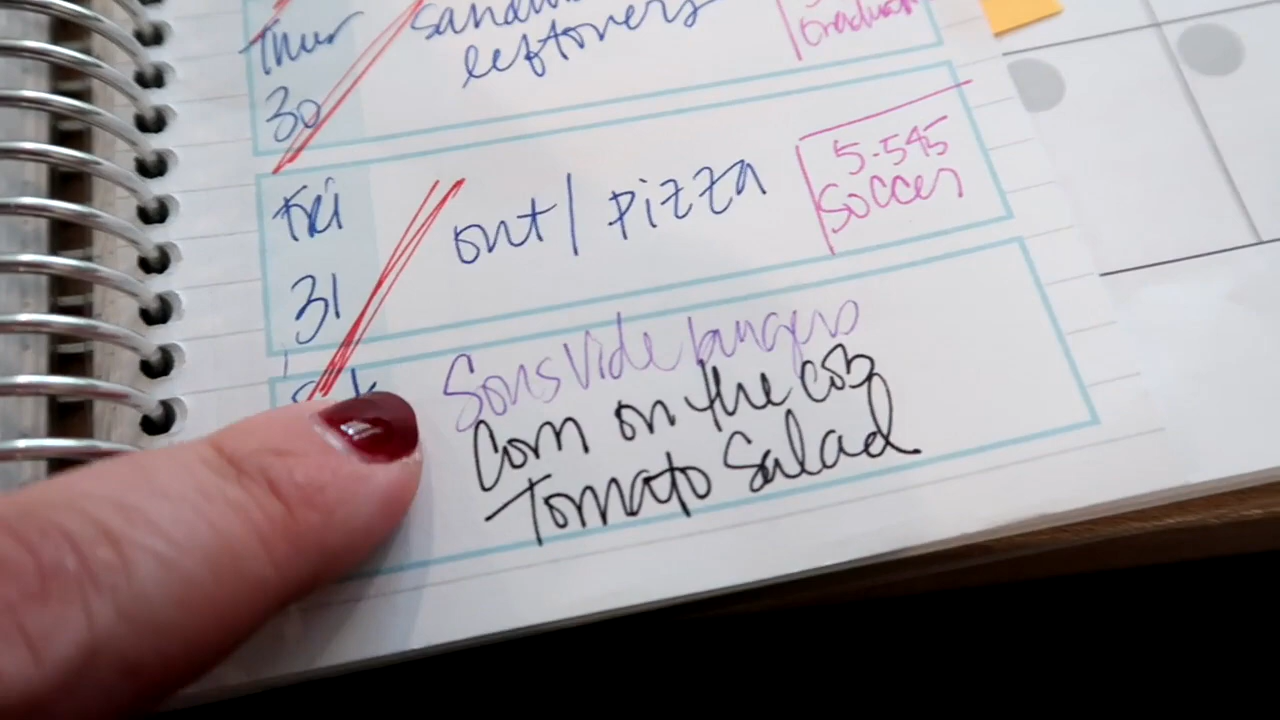 Thur
leftovers
30
Fri
out / pizza
5-545
Soccer
31
Sous Vide burgers
Corn on the cob
Tomato Salad